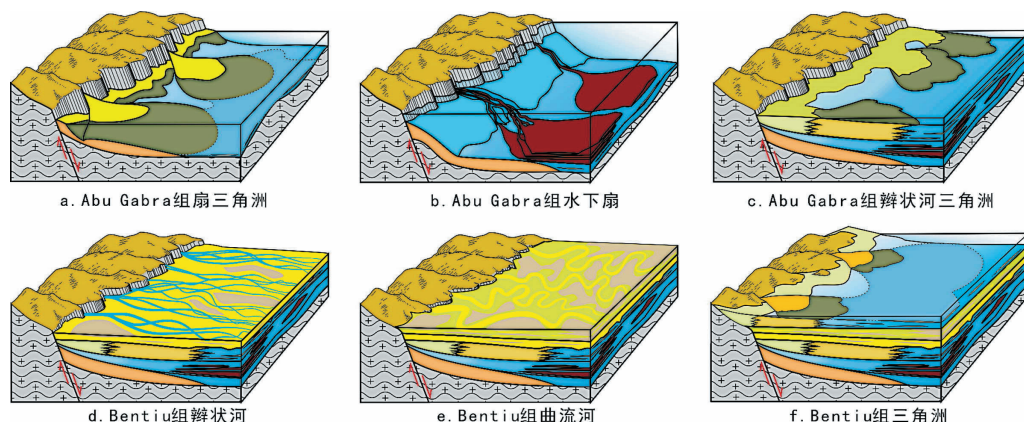 a. Abu Gabra组扇三角洲
b. Abu Gabra组水下扇
c. Abu Gabra组辫状河三角洲
d. Bentiu组辫状河
e. Bentiu组曲流河
f. Bentiu组三角洲